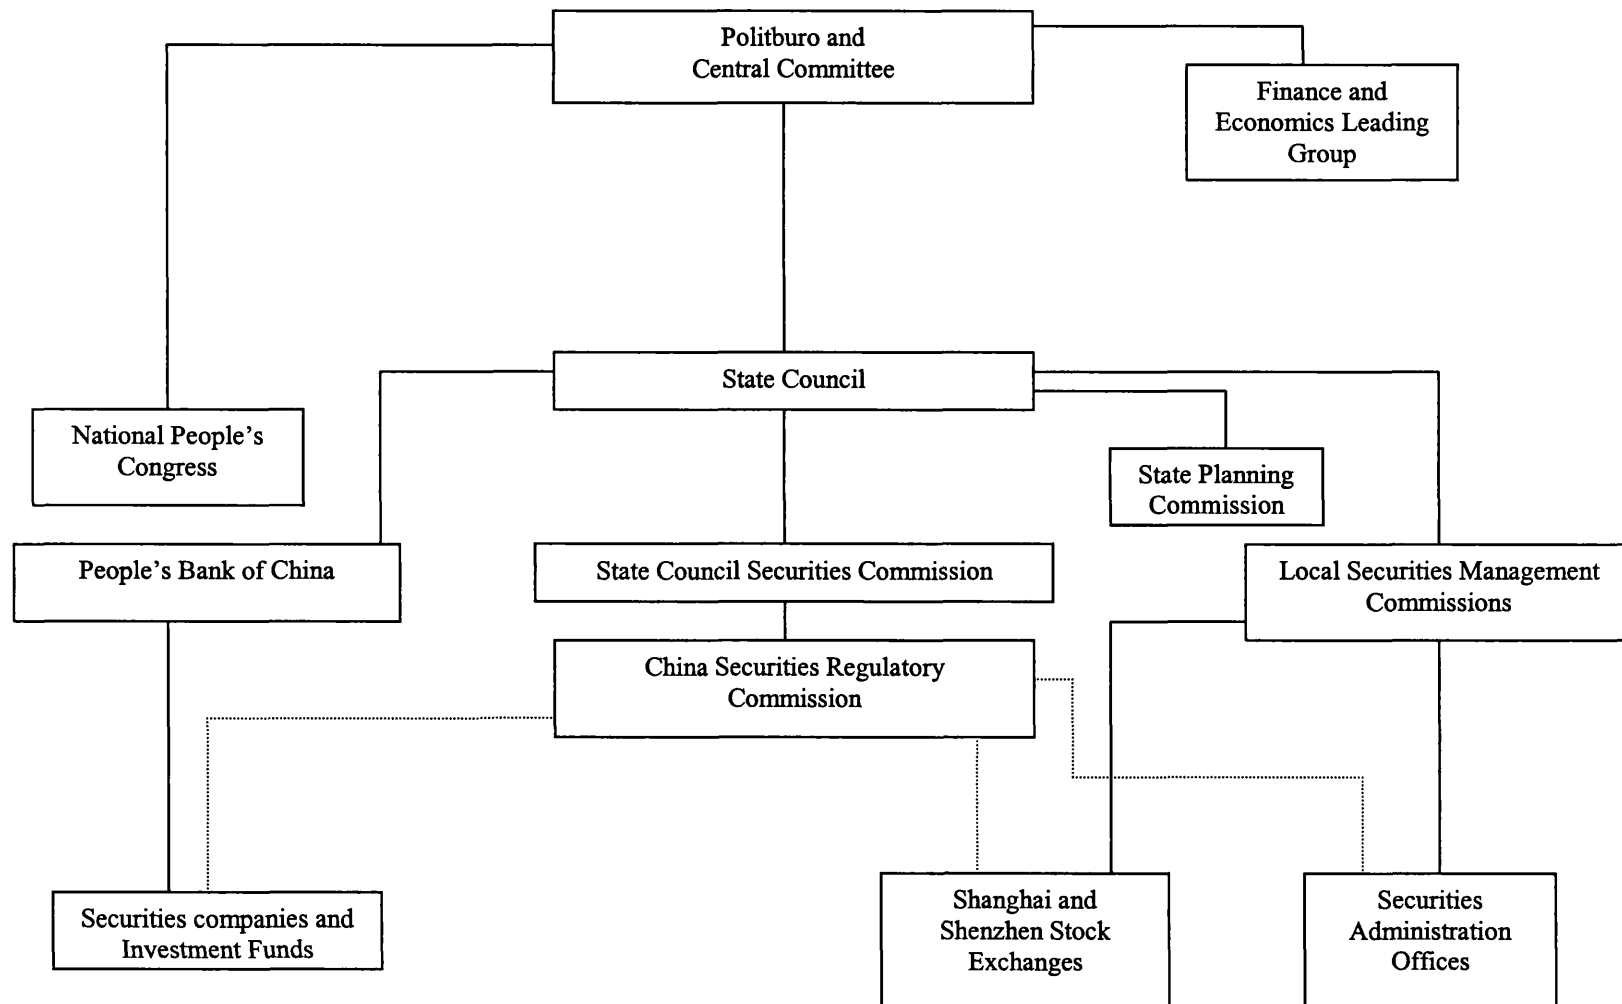 Politburo and
Central Committee
Finance and
Economics Leading
Group
State Council
National People's
Congress
State Planning
Commission
People's Bank of China
State Council Securities Commission
Local Securities Management
Commissions
China Securities Regulatory
Commission
Securities companies and
Investment Funds
Shanghai and
Shenzhen Stock
Exchanges
Securities
Administration
Offices